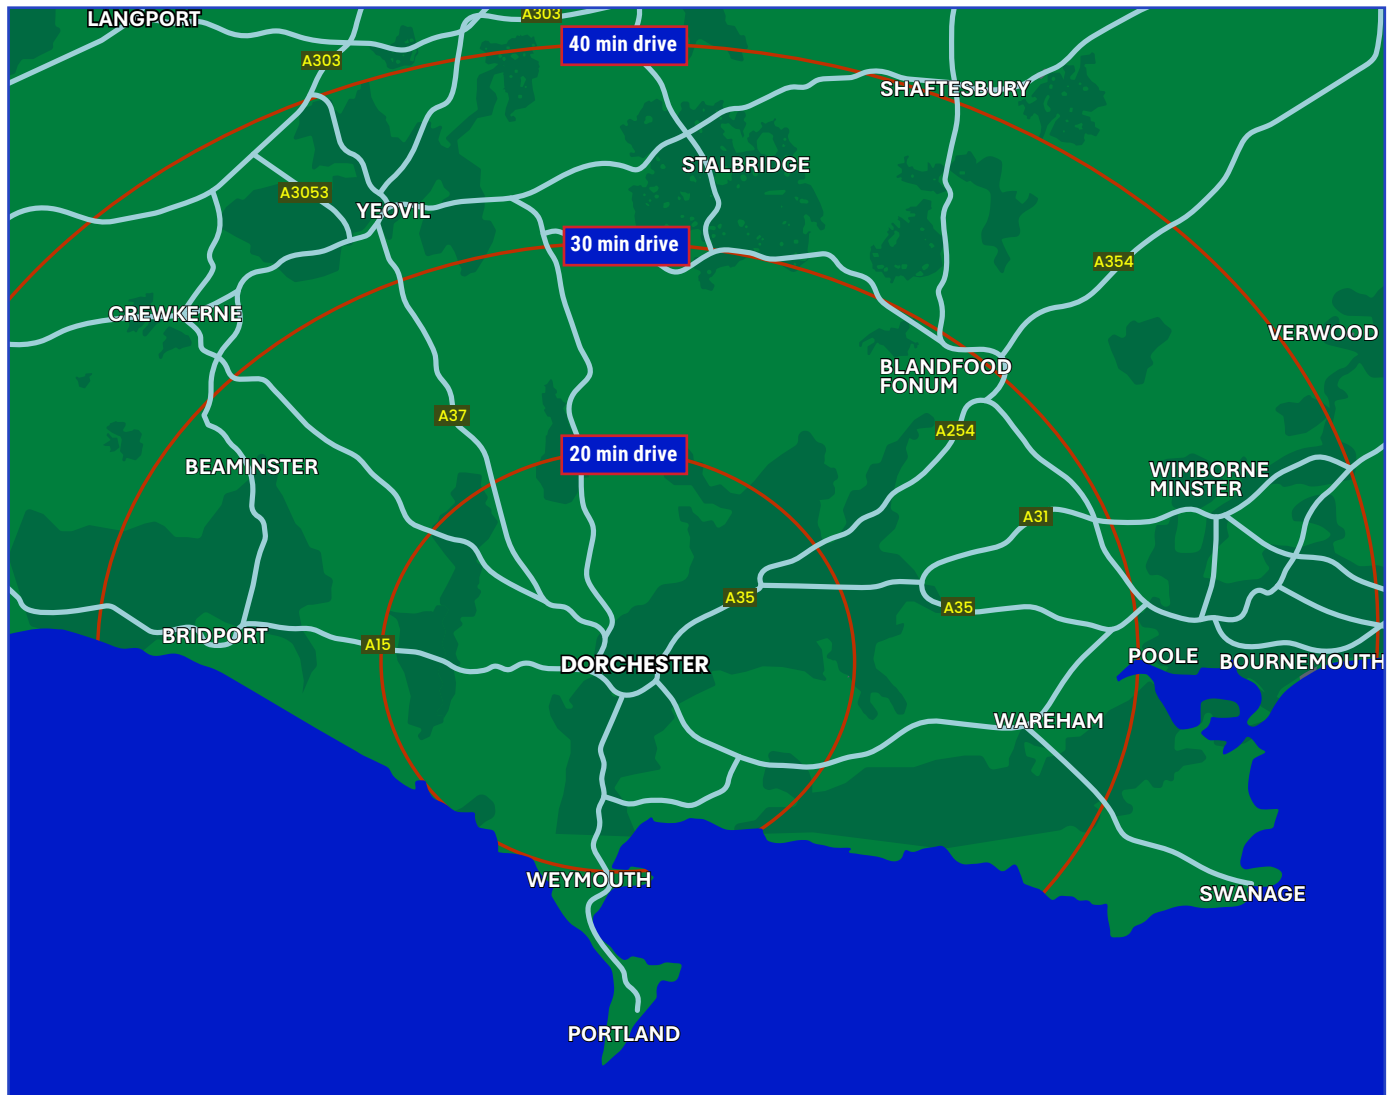 LANGPORT
A303
40 min drive
A303
SHAFTESBURY
STALBRIDGE
A3053
YEOVIL
30 min drive
A354
CREWKERNE
VERWOOD
BLANDFOOD
FONUM
A37
A254
20 min drive
BEAMINSTER
WIMBORNE
MINSTER
A31
A35
A35
BRIDPORT
A15
DORCHESTER
POOLE
BOURNEMOUTH
WAREHAM
WEYMOUTH
SWANAGE
PORTLAND